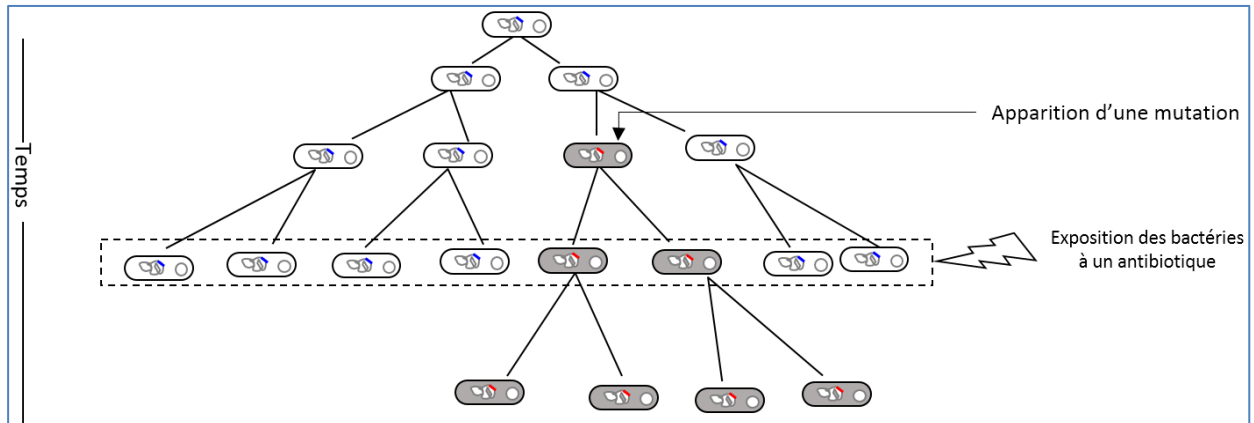 Apparition d'une mutation
Temps
Exposition des bactéries
à un antibiotique